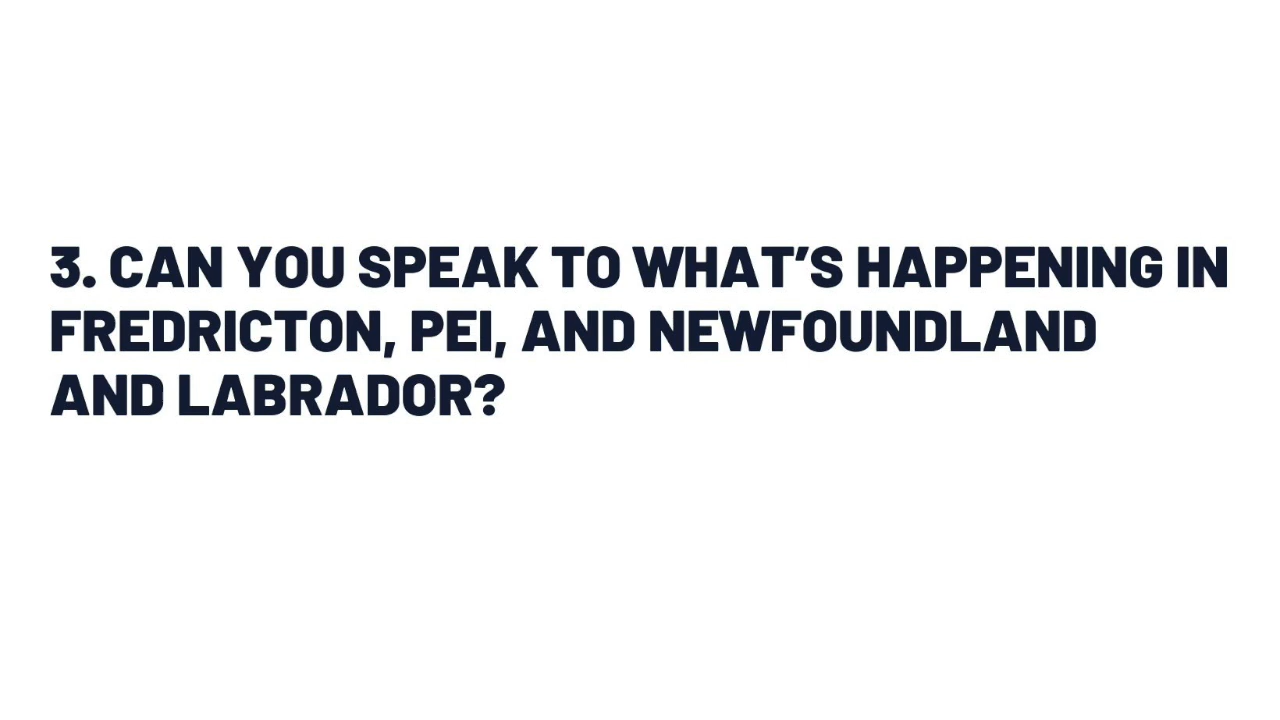 3. CAN YOU SPEAK TO WHAT’S HAPPENING IN
FREDRICTON, PEI, AND NEWFOUNDLAND
AND LABRADOR?